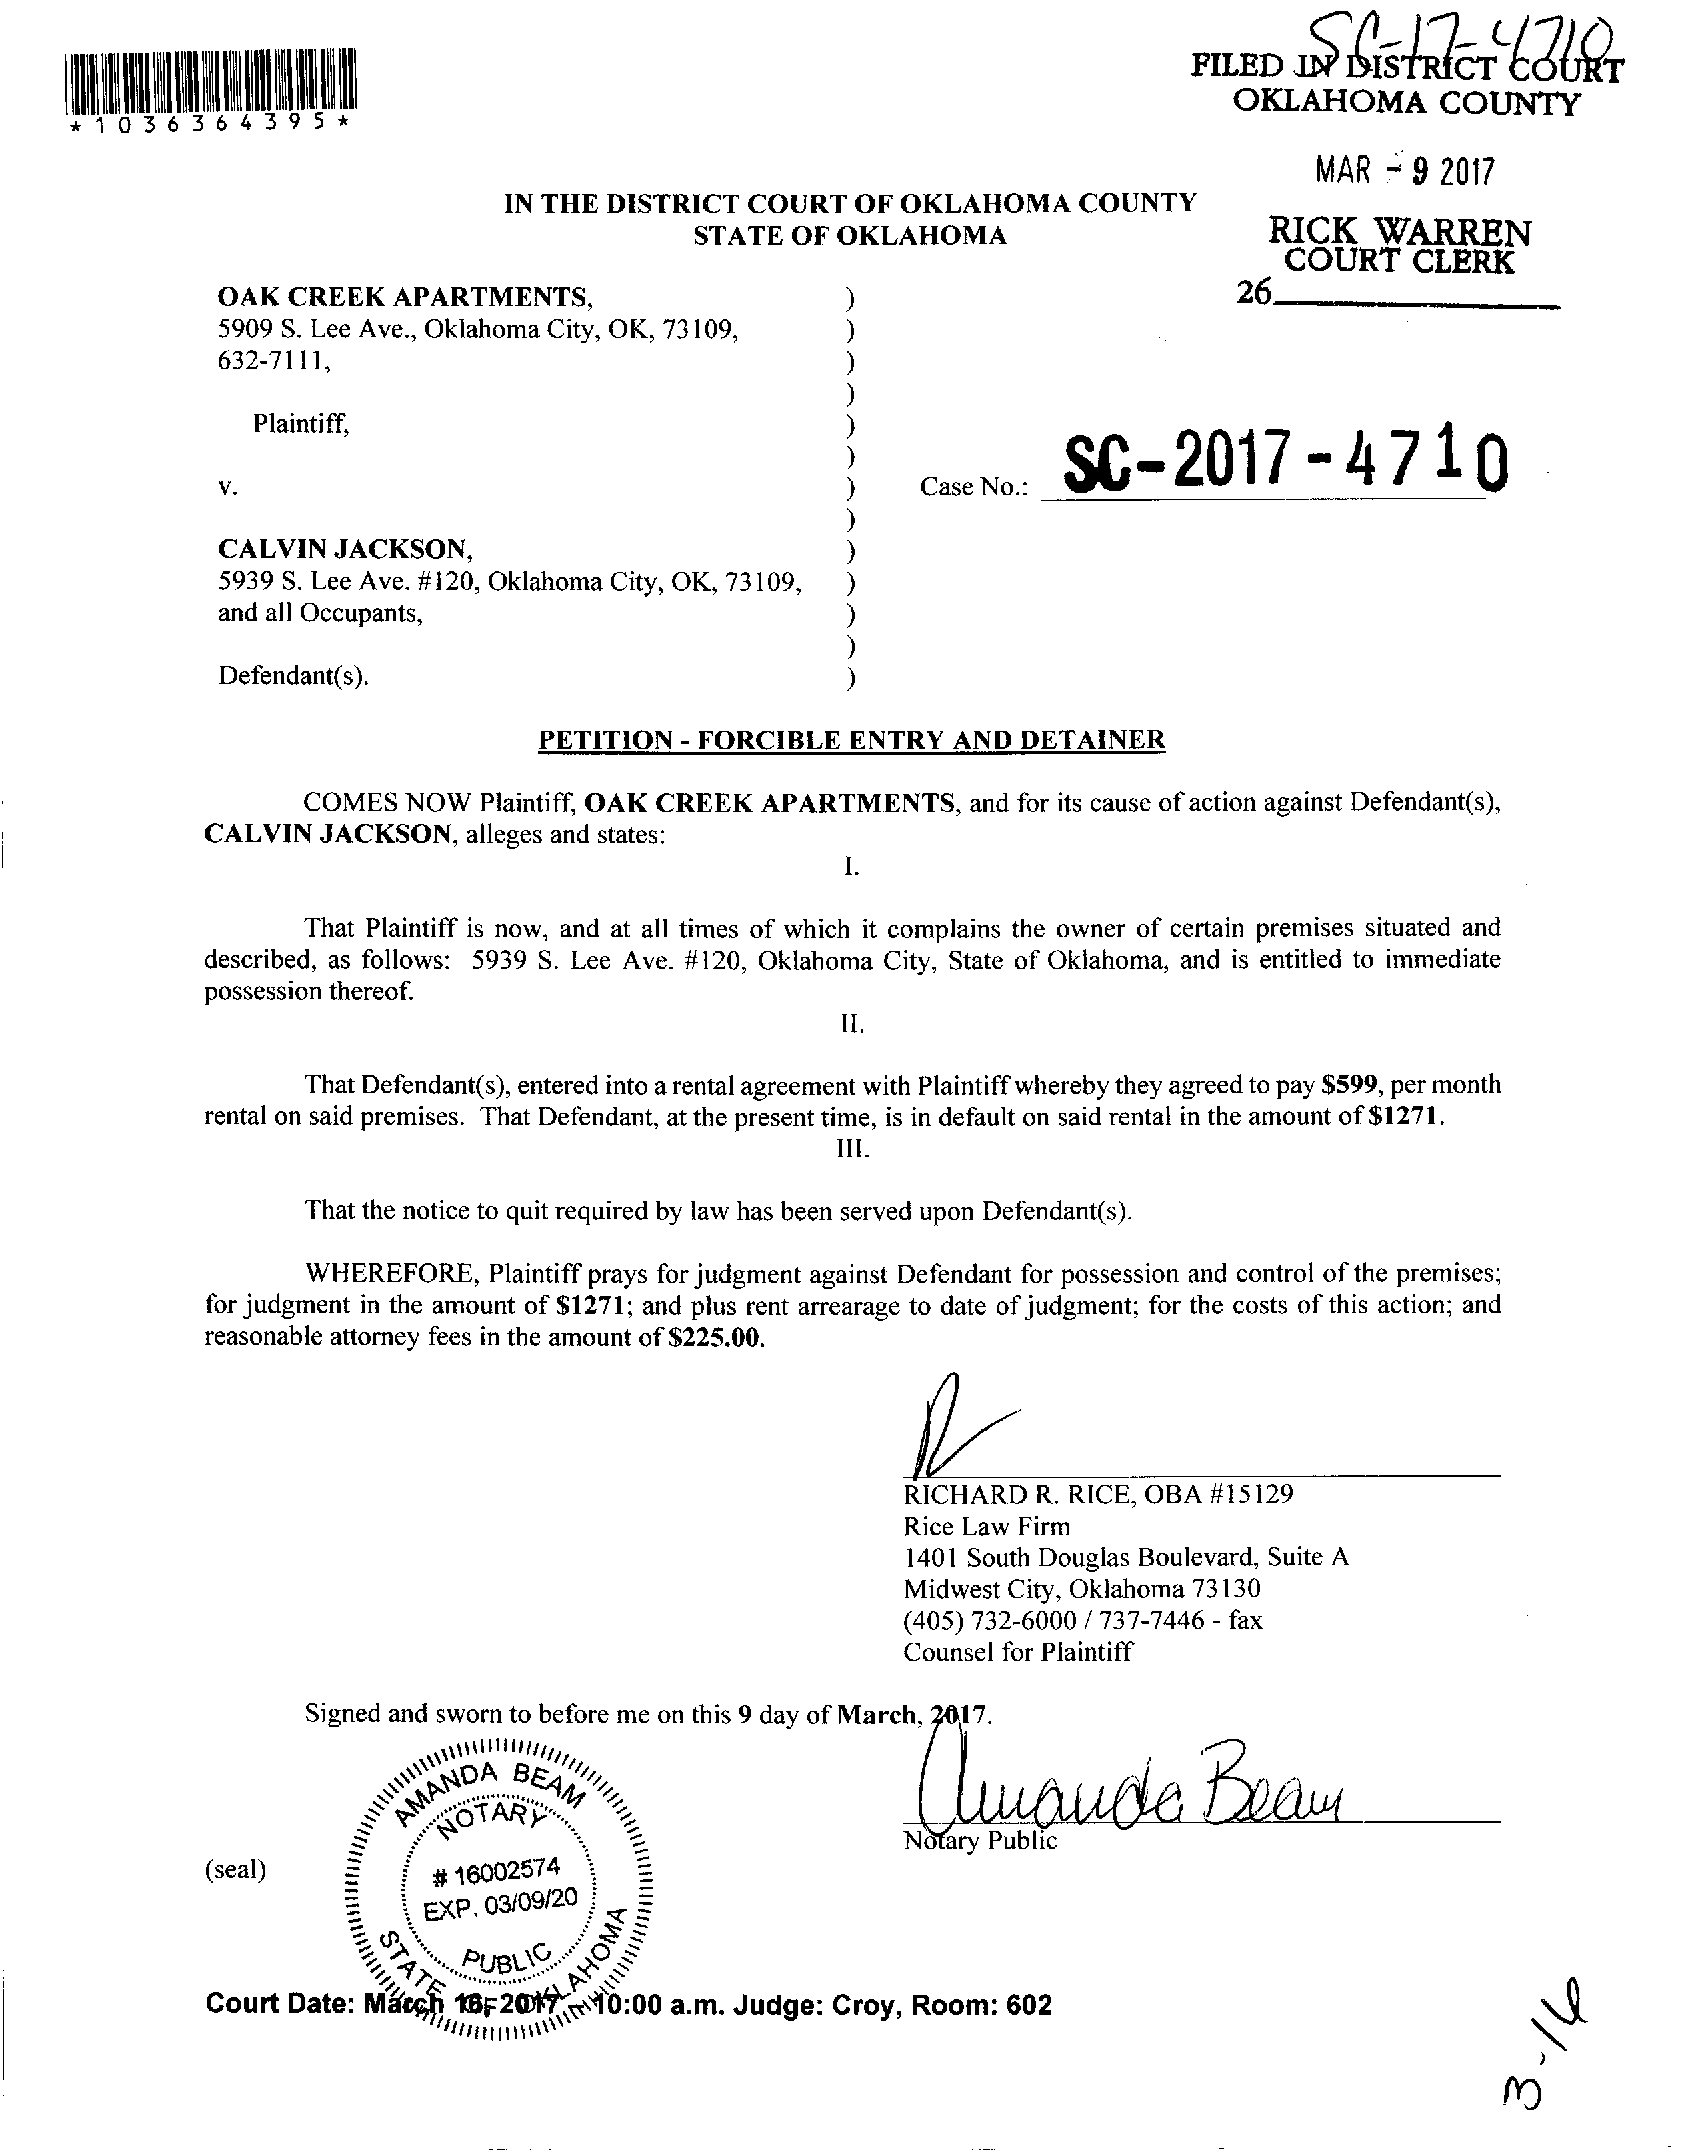 SC-17-4710
FILED IN DISTRICT COURT
OKLAHOMA COUNTY
*1036364395*
MAR - 9 2017
IN THE DISTRICT COURT OF OKLAHOMA COUNTY
STATE OF OKLAHOMA
RICK WARREN
COURT CLERK
26
OAK CREEK APARTMENTS, )
5909 S. Lee Ave., Oklahoma City, OK, 73109, )
632-7111, )
)
Plaintiff, )
)
v. ) Case No.: SC-2017-4710
)
CALVIN JACKSON, )
5939 S. Lee Ave. #120, Oklahoma City, OK, 73109, )
and all Occupants, )
)
Defendant(s). )
PETITION - FORCIBLE ENTRY AND DETAINER
COMES NOW Plaintiff, OAK CREEK APARTMENTS, and for its cause of action against Defendant(s),
CALVIN JACKSON, alleges and states:
I.
That Plaintiff is now, and at all times of which it complains the owner of certain premises situated and
described, as follows: 5939 S. Lee Ave. #120, Oklahoma City, State of Oklahoma, and is entitled to immediate
possession thereof.
II.
That Defendant(s), entered into a rental agreement with Plaintiff whereby they agreed to pay $599, per month
rental on said premises. That Defendant, at the present time, is in default on said rental in the amount of $1271.
III.
That the notice to quit required by law has been served upon Defendant(s).
WHEREFORE, Plaintiff prays for judgment against Defendant for possession and control of the premises;
for judgment in the amount of $1271; and plus rent arrearage to date of judgment; for the costs of this action; and
reasonable attorney fees in the amount of $225.00.
RICHARD R. RICE, OBA #15129
Rice Law Firm
1401 South Douglas Boulevard, Suite A
Midwest City, Oklahoma 73130
(405) 732-6000 / 737-7446 - fax
Counsel for Plaintiff
Signed and sworn to before me on this 9 day of March, 2017.
Amanda Beam
Notary Public
(seal)
AMANDA BEAM
NOTARY
# 16002574
EXP. 03/09/20
PUBLIC
STATE OF OKLAHOMA
Court Date: March 16, 2017, 10:00 a.m. Judge: Croy, Room: 602
3-16